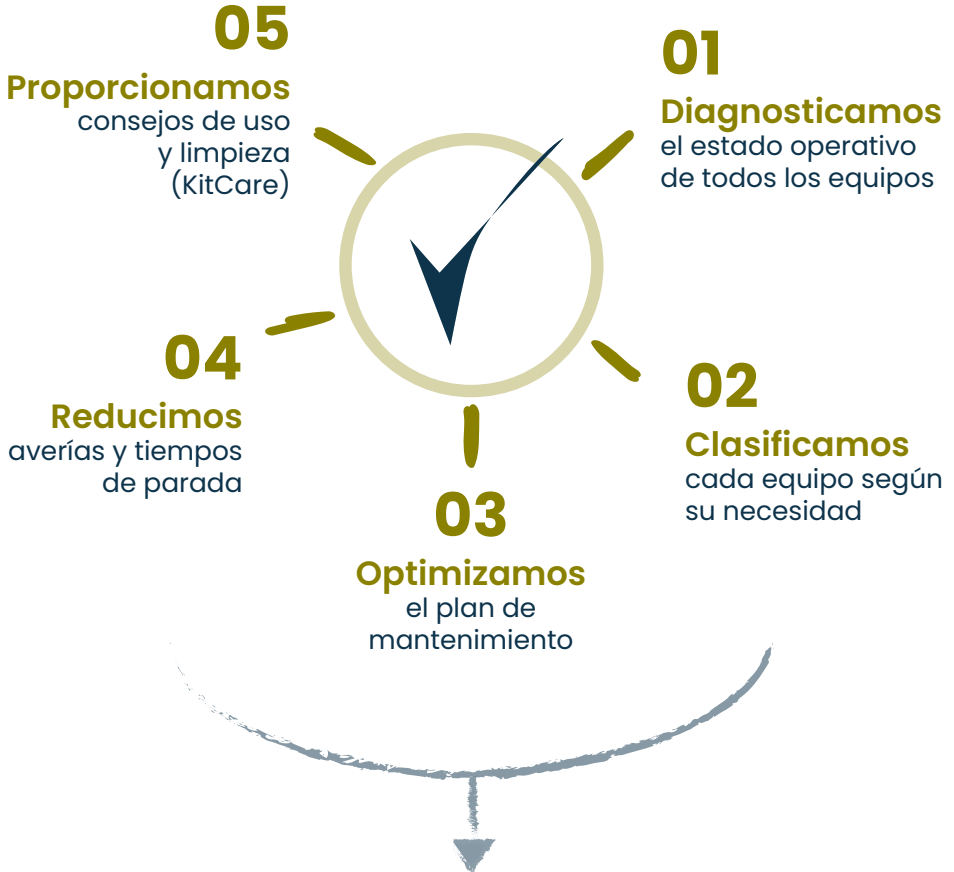 01
Diagnosticamos
el estado operativo
de todos los equipos
02
Clasificamos
cada equipo según
su necesidad
03
Optimizamos
el plan de
mantenimiento
04
Reducimos
averías y tiempos
de parada
05
Proporcionamos
consejos de uso
y limpieza
(KitCare)